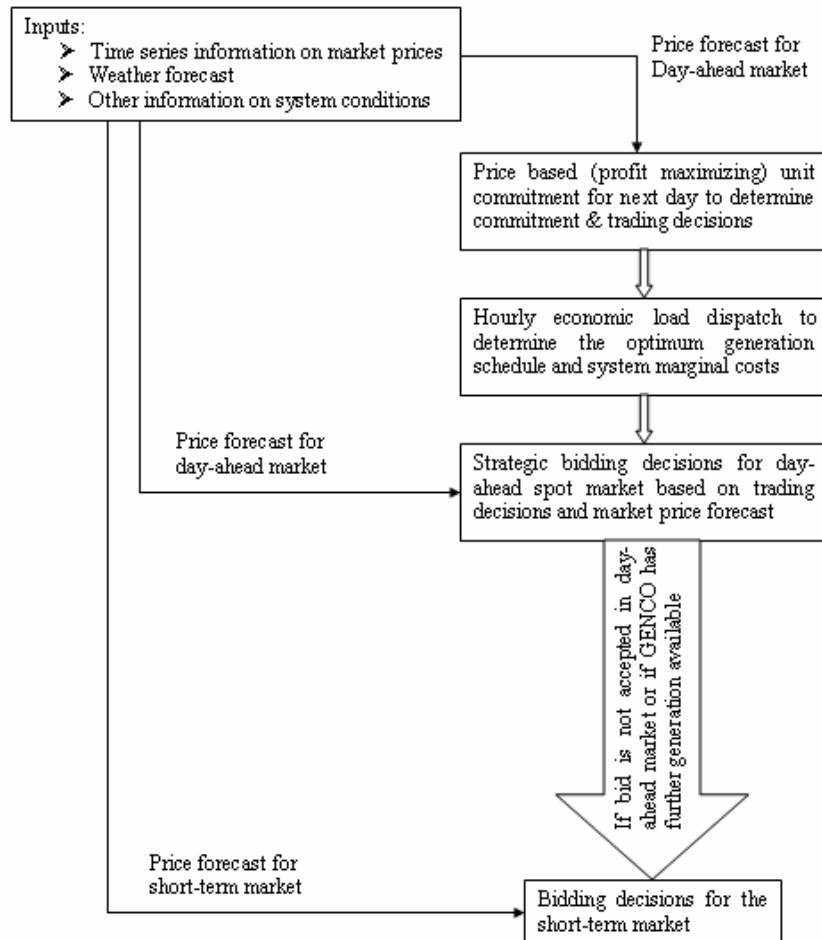 Inputs:
➢ Time series information on market prices
➢ Weather forecast
➢ Other information on system conditions
Price forecast for
Day-ahead market
Price based (profit maximizing) unit
commitment for next day to determine
commitment & trading decisions
Hourly economic load dispatch to
determine the optimum generation
schedule and system marginal costs
Price forecast for
day-ahead market
Strategic bidding decisions for day-
ahead spot market based on trading
decisions and market price forecast
If bid is not accepted in day-
ahead market or if GENCO has
further generation available
Price forecast for
short-term market
Bidding decisions for the
short-term market